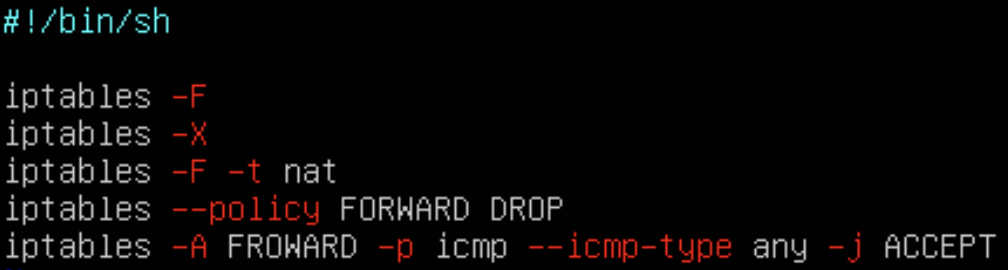 #!/bin/sh
iptables -F
iptables -X
iptables -F -t nat
iptables --policy FORWARD DROP
iptables -A FROWARD -p icmp --icmp-type any -j ACCEPT